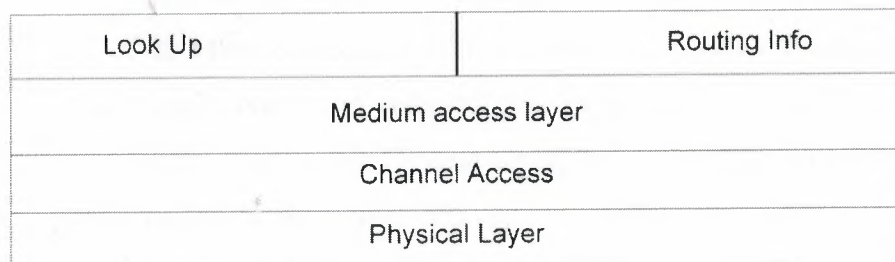 Look Up Routing Info
Medium access layer
Channel Access
Physical Layer